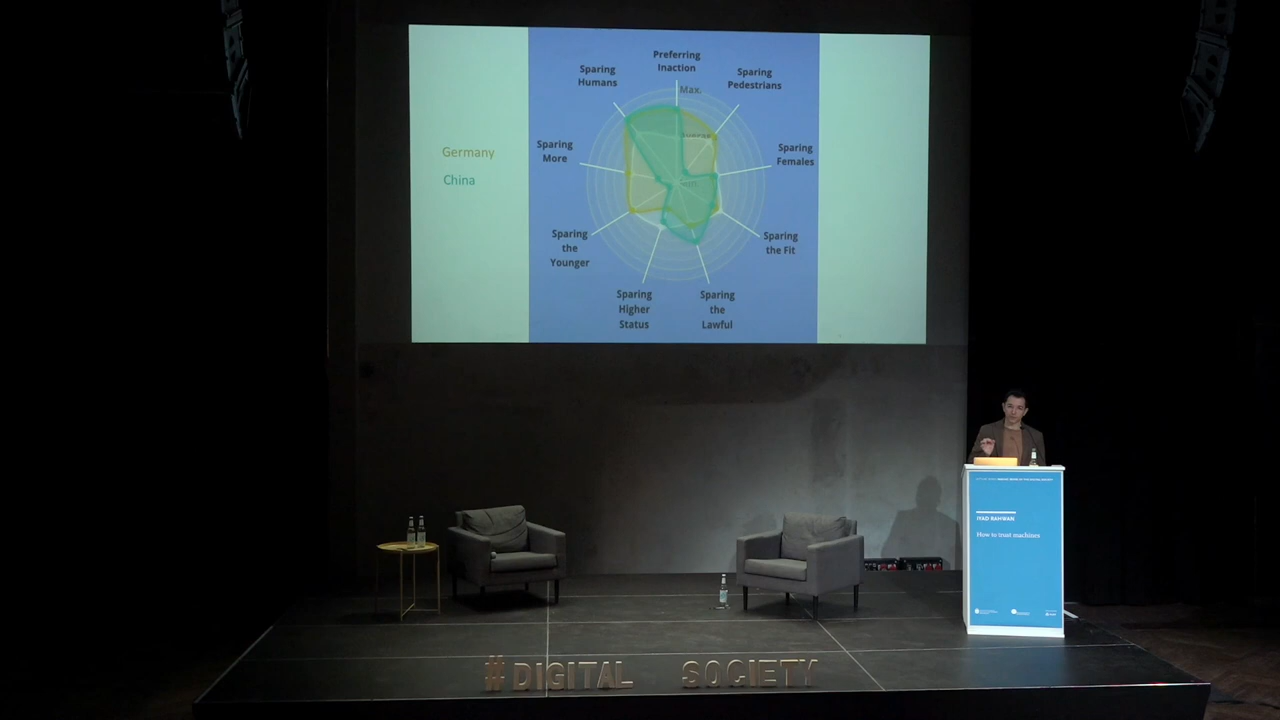 Preferring
Inaction
Sparing
Humans
Sparing
Pedestrians
Max.
Sparing
More
Sparing
Females
Germany
China
Sparing
the
Younger
Sparing
the Fit
Sparing
Higher
Status
Sparing
the
Lawful
IYAD RAHWAN
How to trust machines
#DIGITAL SOCIETY